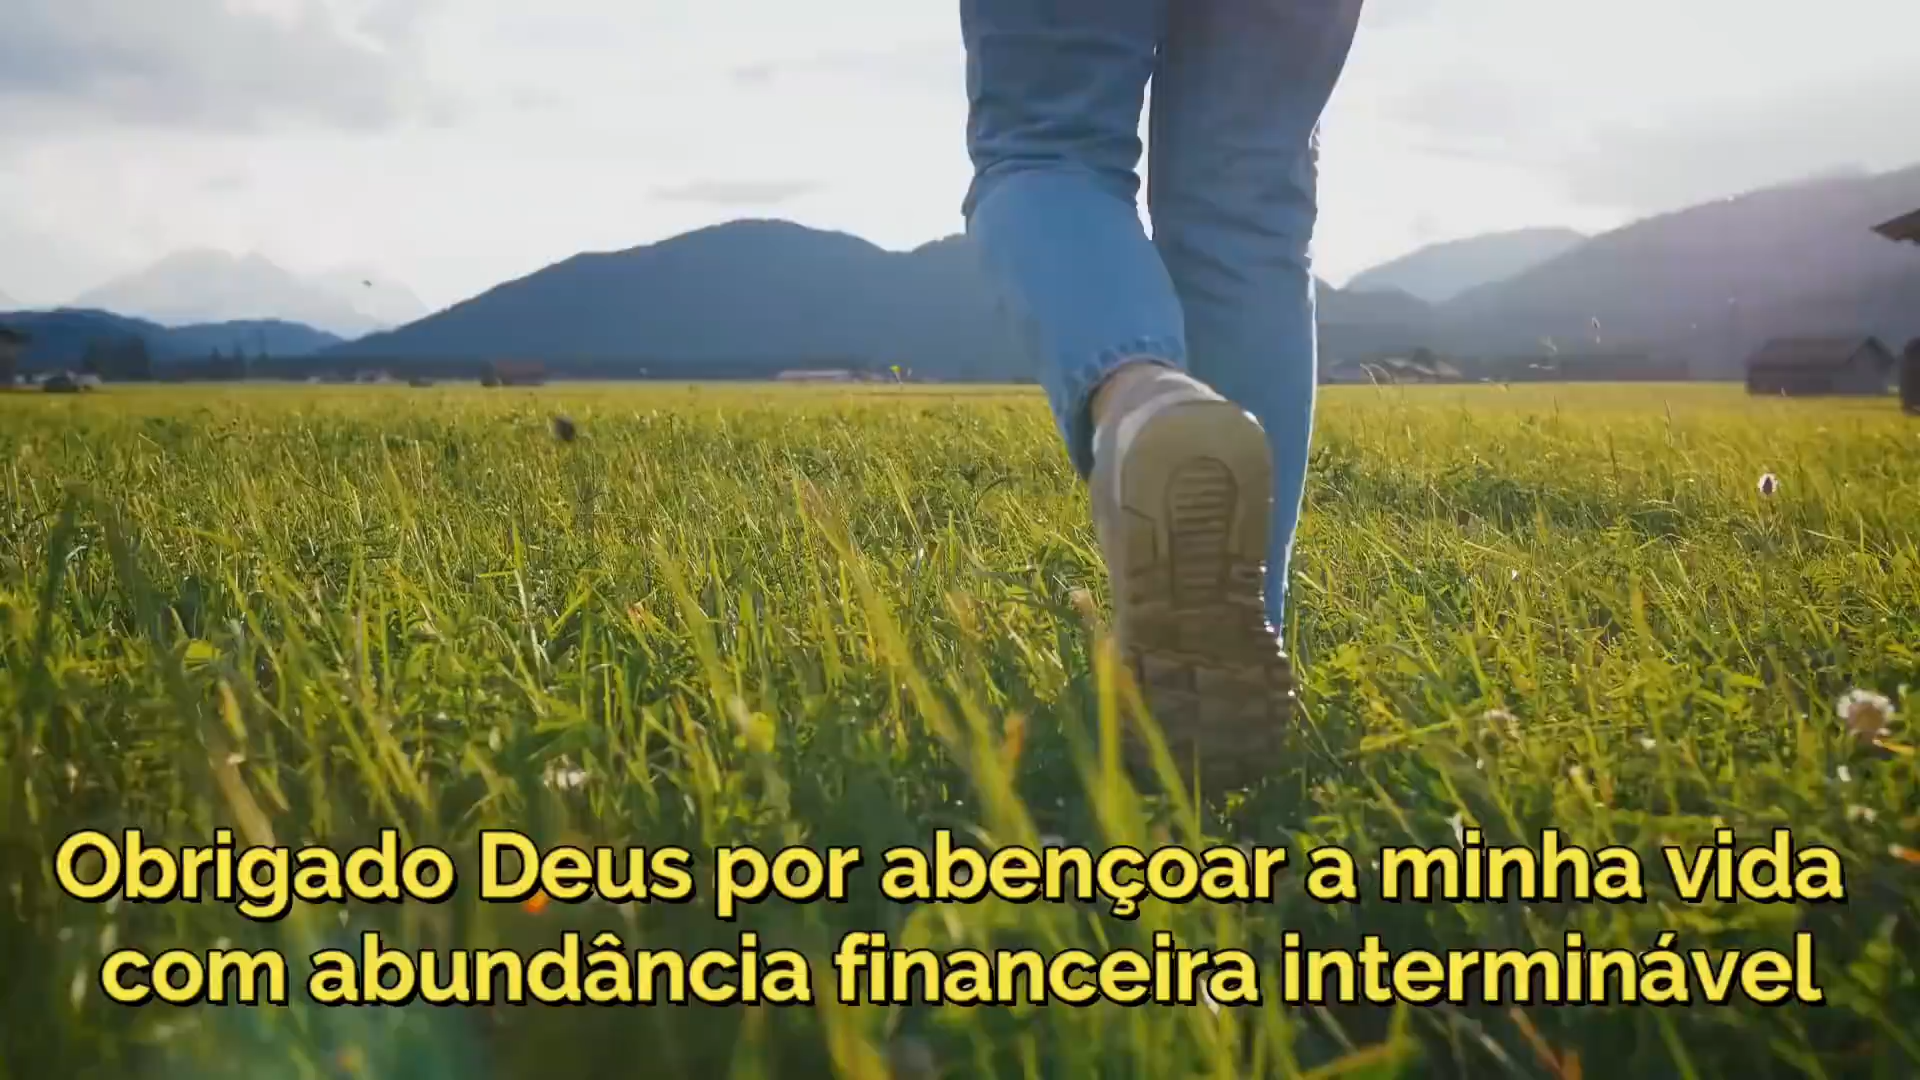 Obrigado Deus por abençoar a minha vida
com abundância financeira interminável